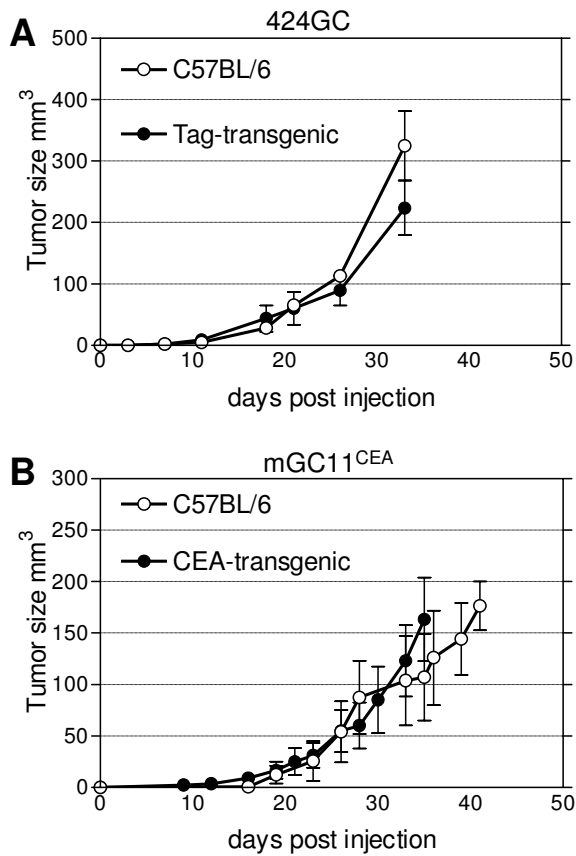 A
424GC
500
400
300
200
100
0
Tumor size mm³
C57BL/6
Tag-transgenic
0 10 20 30 40 50
days post injection
B
mGC11ᶜᴱᴬ
300
250
200
150
100
50
0
Tumor size mm³
C57BL/6
CEA-transgenic
0 10 20 30 40 50
days post injection